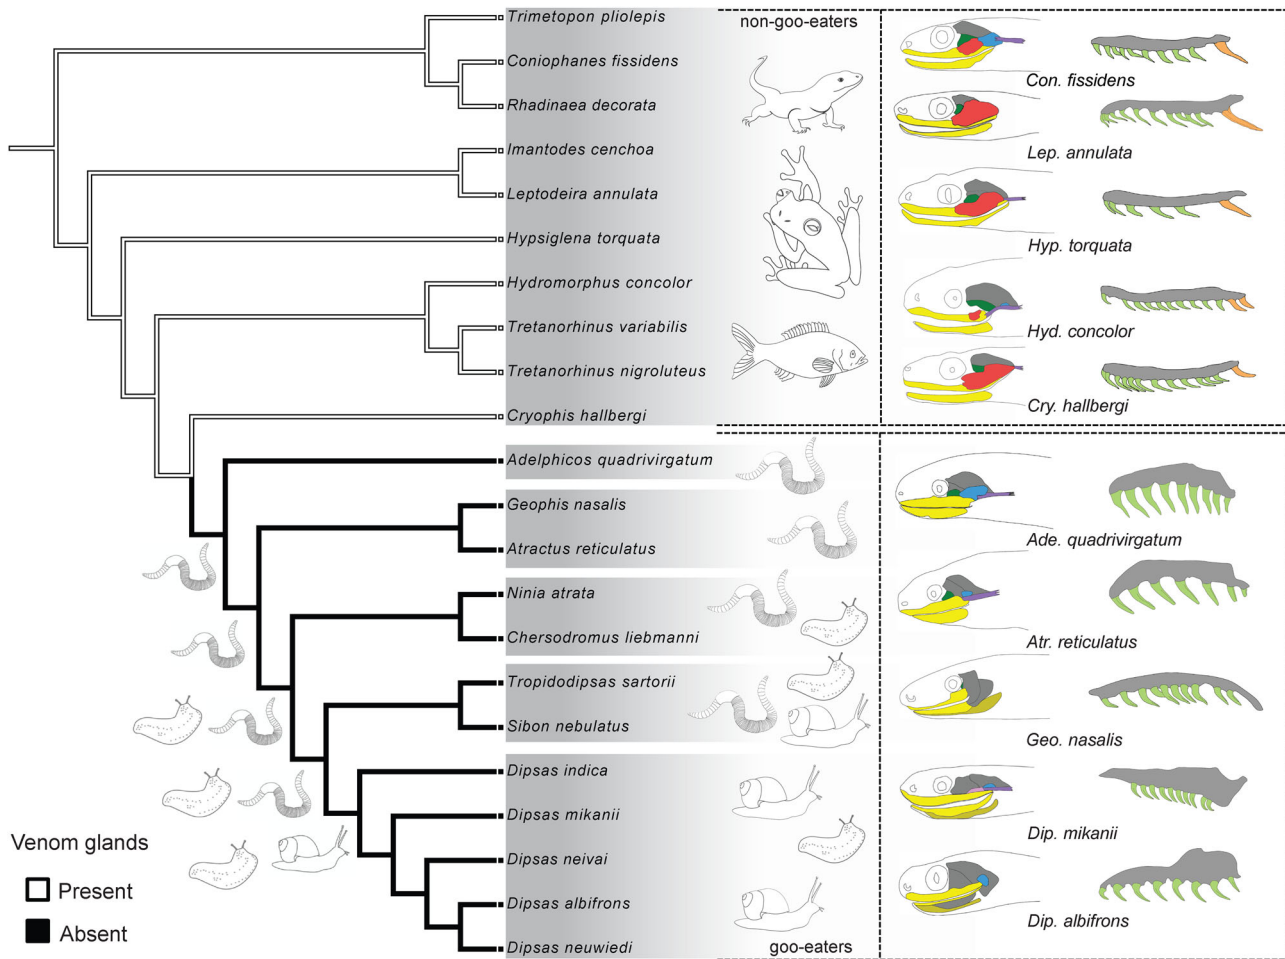 Trimetopon pliolepis
Coniophanes fissidens
Rhadinaea decorata
Imantodes cenchoa
Leptodeira annulata
Hypsiglena torquata
Hydromorphus concolor
Tretanorhinus variabilis
Tretanorhinus nigroluteus
Cryophis hallbergi
Adelphicos quadrivirgatum
Geophis nasalis
Atractus reticulatus
Ninia atrata
Chersodromus liebmanni
Tropidodipsas sartorii
Sibon nebulatus
Dipsas indica
Dipsas mikanii
Dipsas neivai
Dipsas albifrons
Dipsas neuwiedi
non-goo-eaters
goo-eaters
Con. fissidens
Lep. annulata
Hyp. torquata
Hyd. concolor
Cry. hallbergi
Ade. quadrivirgatum
Atr. reticulatus
Geo. nasalis
Dip. mikanii
Dip. albifrons
Venom glands
Present
Absent